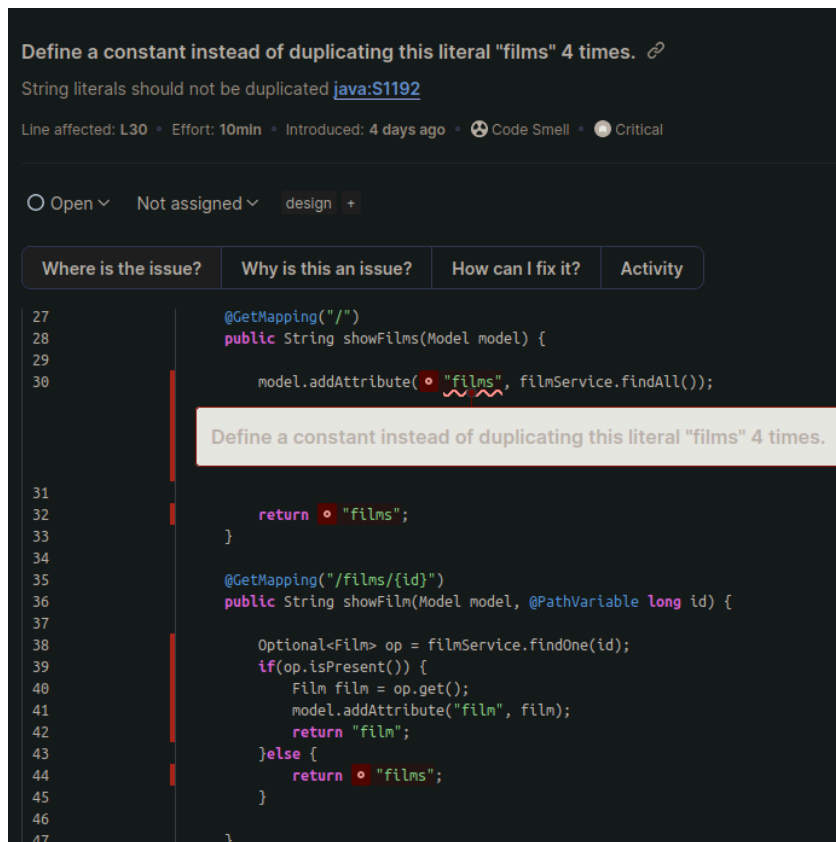 Define a constant instead of duplicating this literal "films" 4 times.
String literals should not be duplicated java:S1192
Line affected: L30 • Effort: 10min • Introduced: 4 days ago • Code Smell • Critical
Open Not assigned design +
Where is the issue? Why is this an issue? How can I fix it? Activity
27 @GetMapping("/")
28 public String showFilms(Model model) {
29
30 model.addAttribute("films", filmService.findAll());
Define a constant instead of duplicating this literal "films" 4 times.
31
32 return "films";
33 }
34
35 @GetMapping("/films/{id}")
36 public String showFilm(Model model, @PathVariable long id) {
37
38 Optional<Film> op = filmService.findOne(id);
39 if(op.isPresent()) {
40 Film film = op.get();
41 model.addAttribute("film", film);
42 return "film";
43 }else {
44 return "films";
45 }
46
47 }